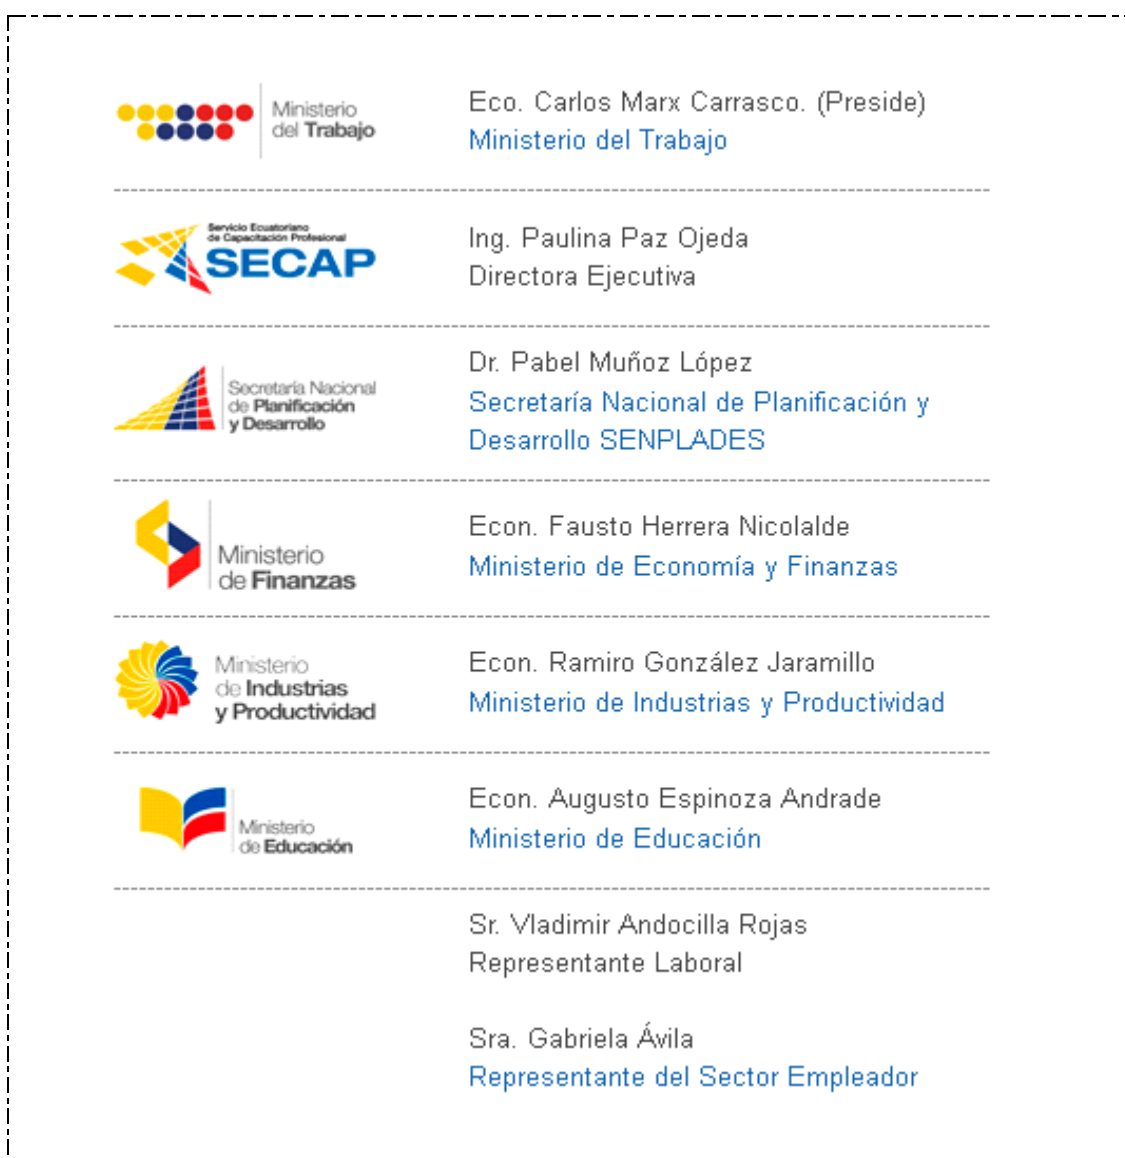 Ministerio
del Trabajo
Eco. Carlos Marx Carrasco. (Preside)
Ministerio del Trabajo
Servicio Ecuatoriano
de Capacitación Profesional
SECAP
Ing. Paulina Paz Ojeda
Directora Ejecutiva
Secretaría Nacional
de Planificación
y Desarrollo
Dr. Pabel Muñoz López
Secretaría Nacional de Planificación y
Desarrollo SENPLADES
Ministerio
de Finanzas
Econ. Fausto Herrera Nicolalde
Ministerio de Economía y Finanzas
Ministerio
de Industrias
y Productividad
Econ. Ramiro González Jaramillo
Ministerio de Industrias y Productividad
Ministerio
de Educación
Econ. Augusto Espinoza Andrade
Ministerio de Educación
Sr. Vladimir Andocilla Rojas
Representante Laboral
Sra. Gabriela Ávila
Representante del Sector Empleador